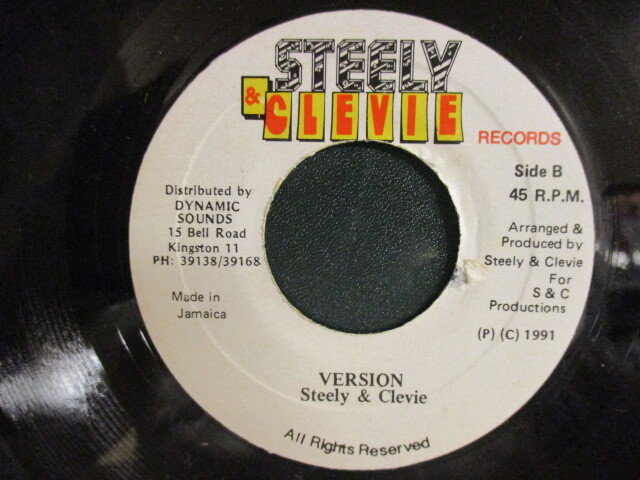 STEELY
& CLEVIE
RECORDS
Side B
45 R.P.M.
Distributed by
DYNAMIC
SOUNDS
15 Bell Road
Kingston 11
PH: 39138/39168
Made in
Jamaica
Arranged &
Produced by
Steely & Clevie
For
S & C
Productions
(P) (C) 1991
VERSION
Steely & Clevie
All Rights Reserved